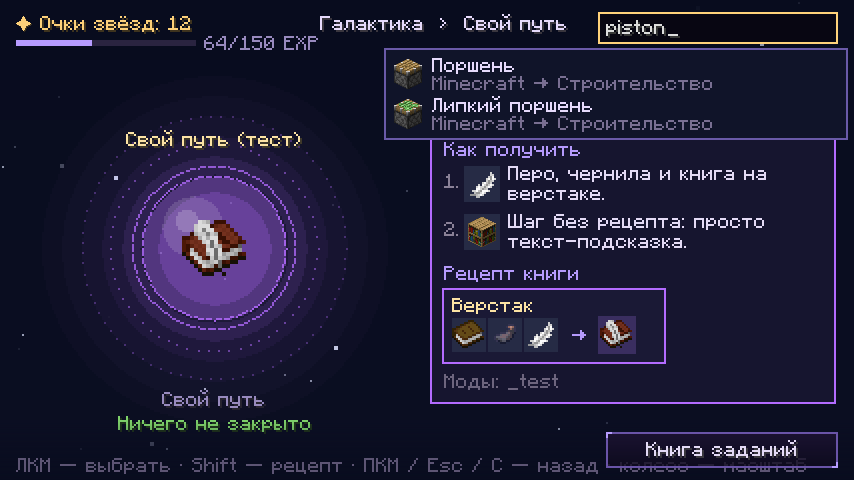 ✦ Очки звёзд: 12
64/150 EXP
Галактика > Свой путь
piston_
Поршень
Minecraft → Строительство
Липкий поршень
Minecraft → Строительство
Свой путь (тест)
Как получить
1. Перо, чернила и книга на
верстаке.
2. Шаг без рецепта: просто
текст-подсказка.
Рецепт книги
Верстак
→
Моды: _test
Свой путь
Ничего не закрыто
Книга заданий
ЛКМ — выбрать · Shift — рецепт · ПКМ / Esc / C — назад · колесо — масштаб